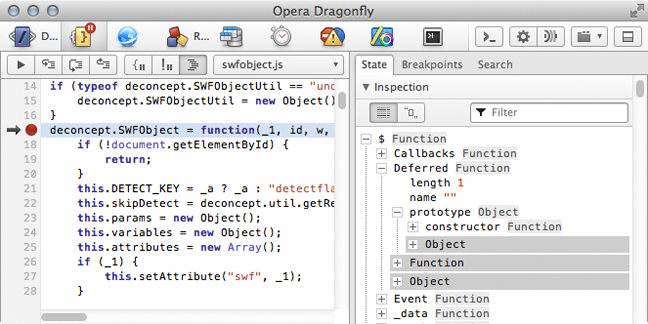 Opera Dragonfly
D...
R...
swfobject.js
State Breakpoints Search
14 if (typeof deconcept.SWFObjectUtil == "und
15 deconcept.SWFObjectUtil = new Object()
16 }
17 deconcept.SWFObject = function(_1, id, w,
18 if (!document.getElementById) {
19 return;
20 }
21 this.DETECT_KEY = _a ? _a : "detectfla
22 this.skipDetect = deconcept.util.getRe
23 this.params = new Object();
24 this.variables = new Object();
25 this.attributes = new Array();
26 if (_1) {
27 this.setAttribute("swf", _1);
28 }
Inspection
Filter
$ Function
Callbacks Function
Deferred Function
length 1
name ""
prototype Object
constructor Function
Object
Function
Object
Event Function
_data Function